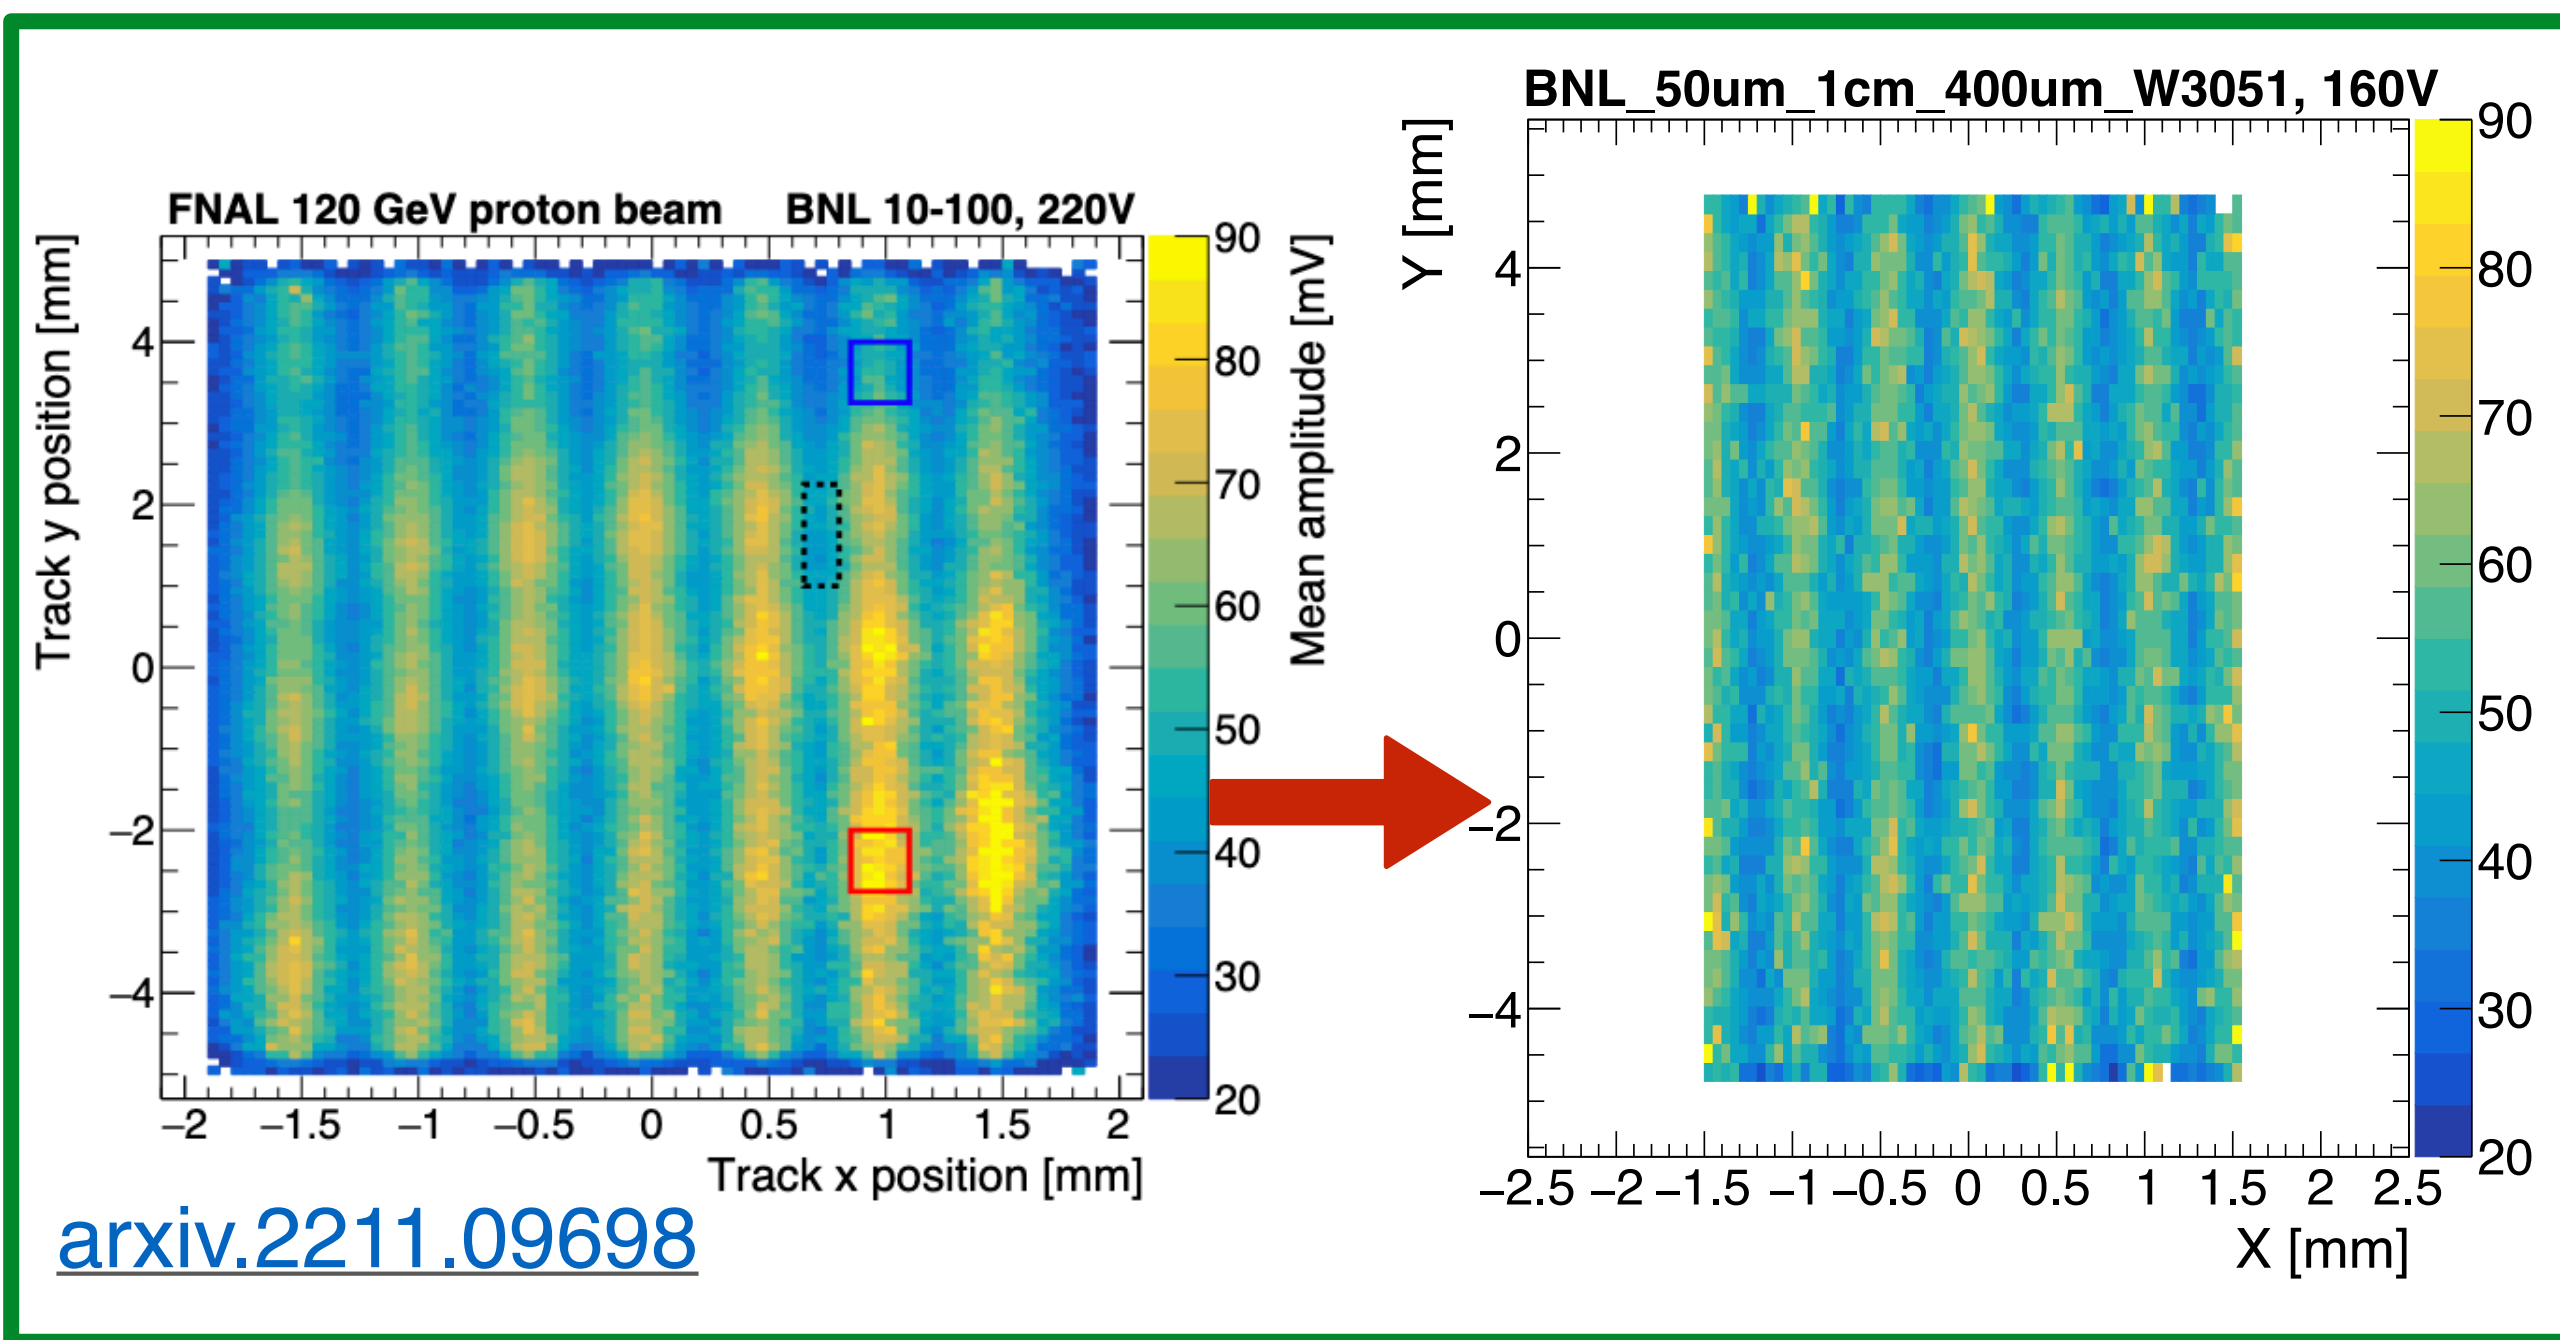 BNL_50um_1cm_400um_W3051, 160V
FNAL 120 GeV proton beam BNL 10-100, 220V
Track y position [mm]
4
2
0
−2
−4
−2 −1.5 −1 −0.5 0 0.5 1 1.5 2
Track x position [mm]
90
80
70
60
50
40
30
20
Mean amplitude [mV]
Y [mm]
4
2
0
−2
−4
−2.5 −2 −1.5 −1 −0.5 0 0.5 1 1.5 2 2.5
X [mm]
90
80
70
60
50
40
30
20
arxiv.2211.09698